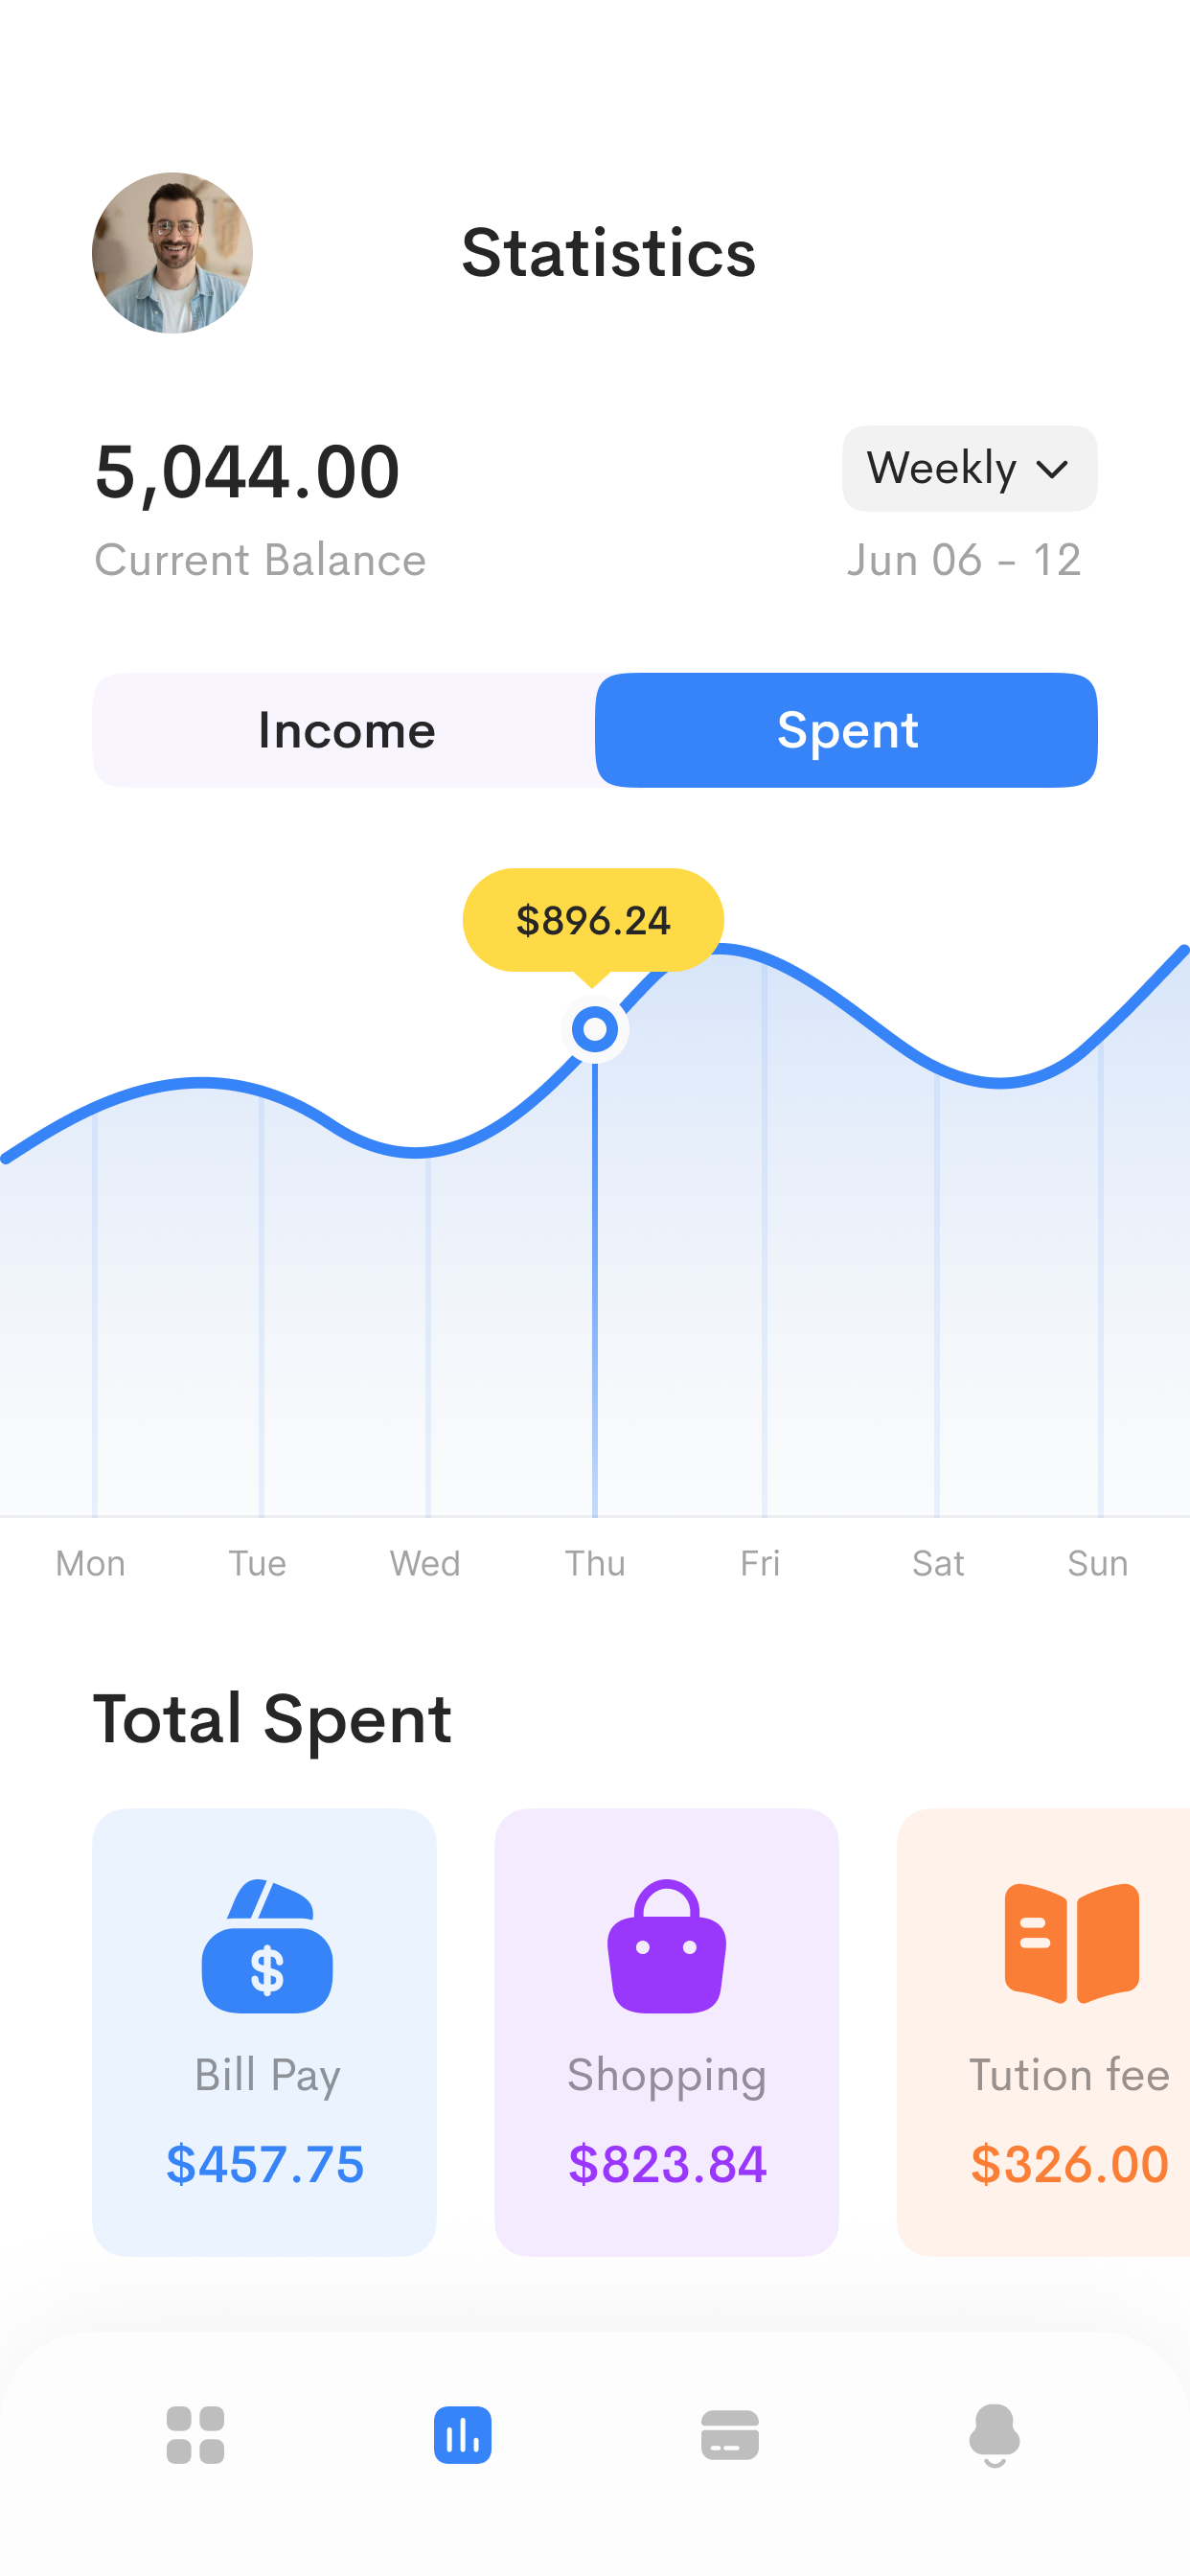 Statistics
5,044.00
Weekly
Current Balance
Jun 06 - 12
Income
Spent
$896.24
Mon Tue Wed Thu Fri Sat Sun
Total Spent
$
Bill Pay
$457.75
Shopping
$823.84
Tution fee
$326.00